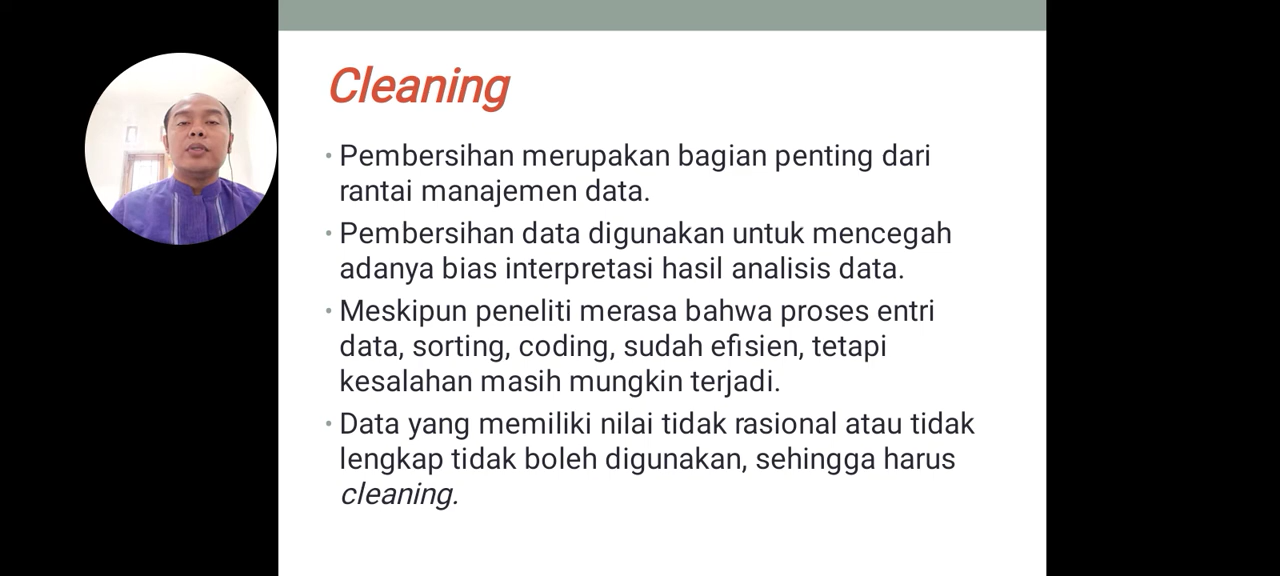 Cleaning
• Pembersihan merupakan bagian penting dari
rantai manajemen data.
• Pembersihan data digunakan untuk mencegah
adanya bias interpretasi hasil analisis data.
• Meskipun peneliti merasa bahwa proses entri
data, sorting, coding, sudah efisien, tetapi
kesalahan masih mungkin terjadi.
• Data yang memiliki nilai tidak rasional atau tidak
lengkap tidak boleh digunakan, sehingga harus
cleaning.